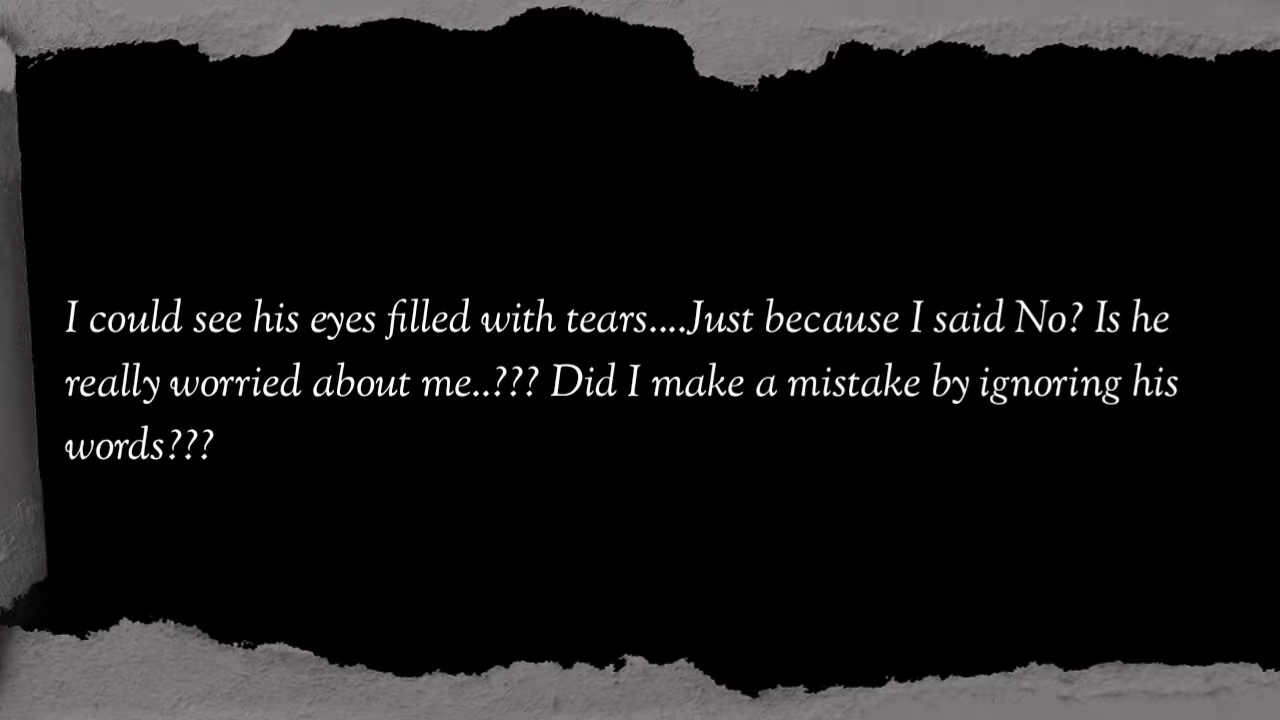 I could see his eyes filled with tears....Just because I said No? Is he
really worried about me..??? Did I make a mistake by ignoring his
words???